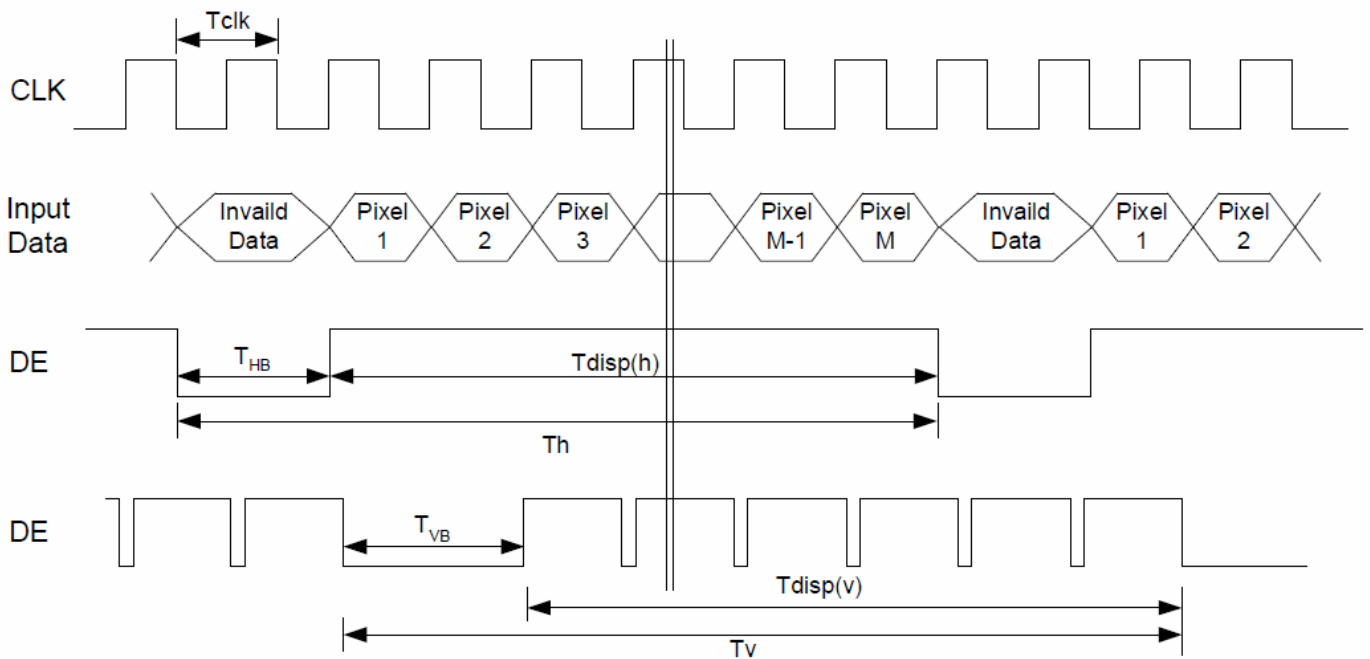 Tclk
CLK
Input
Data
Invaild
Data
Pixel
1
Pixel
2
Pixel
3
Pixel
M-1
Pixel
M
Invaild
Data
Pixel
1
Pixel
2
DE
THB
Tdisp(h)
Th
DE
TVB
Tdisp(v)
Tv